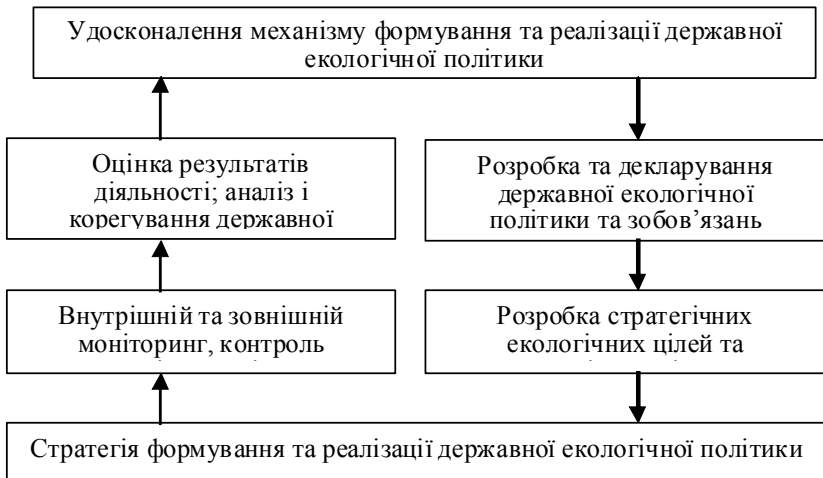 Удосконалення механізму формування та реалізації державної
екологічної політики
Оцінка результатів
діяльності; аналіз і
корегування державної
Розробка та декларування
державної екологічної
політики та зобов’язань
Внутрішній та зовнішній
моніторинг, контроль
Розробка стратегічних
екологічних цілей та
Стратегія формування та реалізації державної екологічної політики